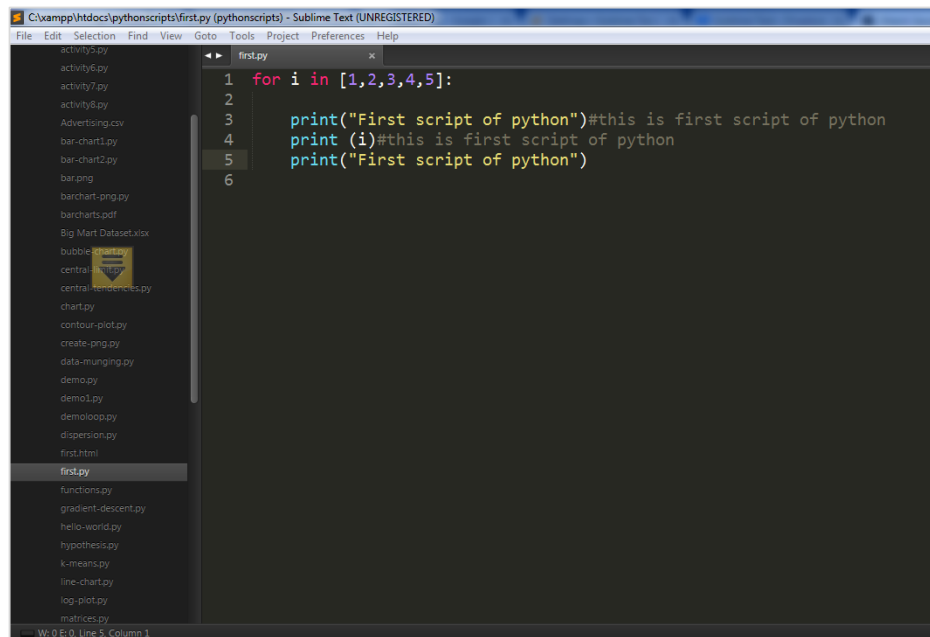 C:\xampp\htdocs\pythonscripts\first.py (pythonscripts) - Sublime Text (UNREGISTERED)
File Edit Selection Find View Goto Tools Project Preferences Help
activity5.py
activity6.py
activity7.py
activity8.py
Advertising.csv
bar-chart1.py
bar-chart2.py
bar.png
barchart-png.py
barcharts.pdf
Big Mart Dataset.xlsx
bubble-chart.py
central-limit.py
central-tendencies.py
chart.py
contour-plot.py
create-png.py
data-munging.py
demo.py
demo1.py
demoloop.py
dispersion.py
first.html
first.py
functions.py
gradient-descent.py
hello-world.py
hypothesis.py
k-means.py
line-chart.py
log-plot.py
matrices.py
first.py ×
1 for i in [1,2,3,4,5]:
2
3 print("First script of python")#this is first script of python
4 print (i)#this is first script of python
5 print("First script of python")
6
W: 0 E: 0, Line 5, Column 1